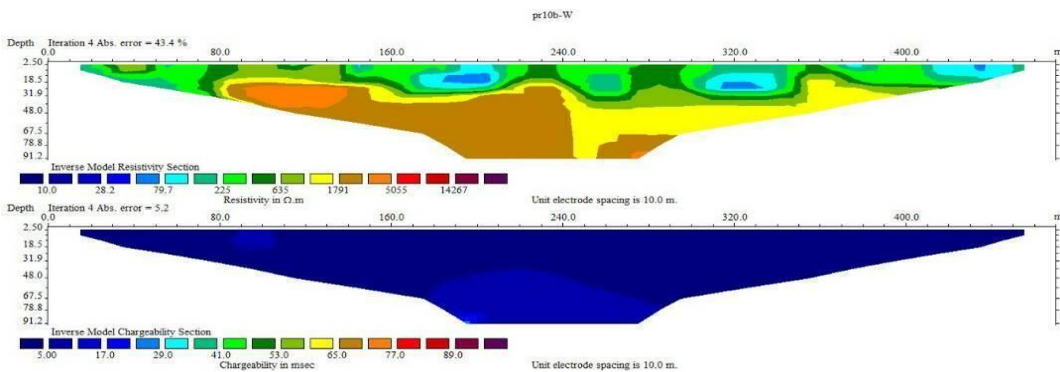 pr10b-W
Depth Iteration 4 Abs. error = 43.4 %
0.0 80.0 160.0 240.0 320.0 400.0 m
2.50
18.5
31.9
48.0
67.5
78.8
91.2
Inverse Model Resistivity Section
10.0 28.2 79.7 225 635 1791 5055 14267
Resistivity in Ω.m Unit electrode spacing is 10.0 m.
Depth Iteration 4 Abs. error = 5.2
0.0 80.0 160.0 240.0 320.0 400.0 m
2.50
18.5
31.9
48.0
67.5
78.8
91.2
Inverse Model Chargeability Section
5.00 17.0 29.0 41.0 53.0 65.0 77.0 89.0
Chargeability in msec Unit electrode spacing is 10.0 m.